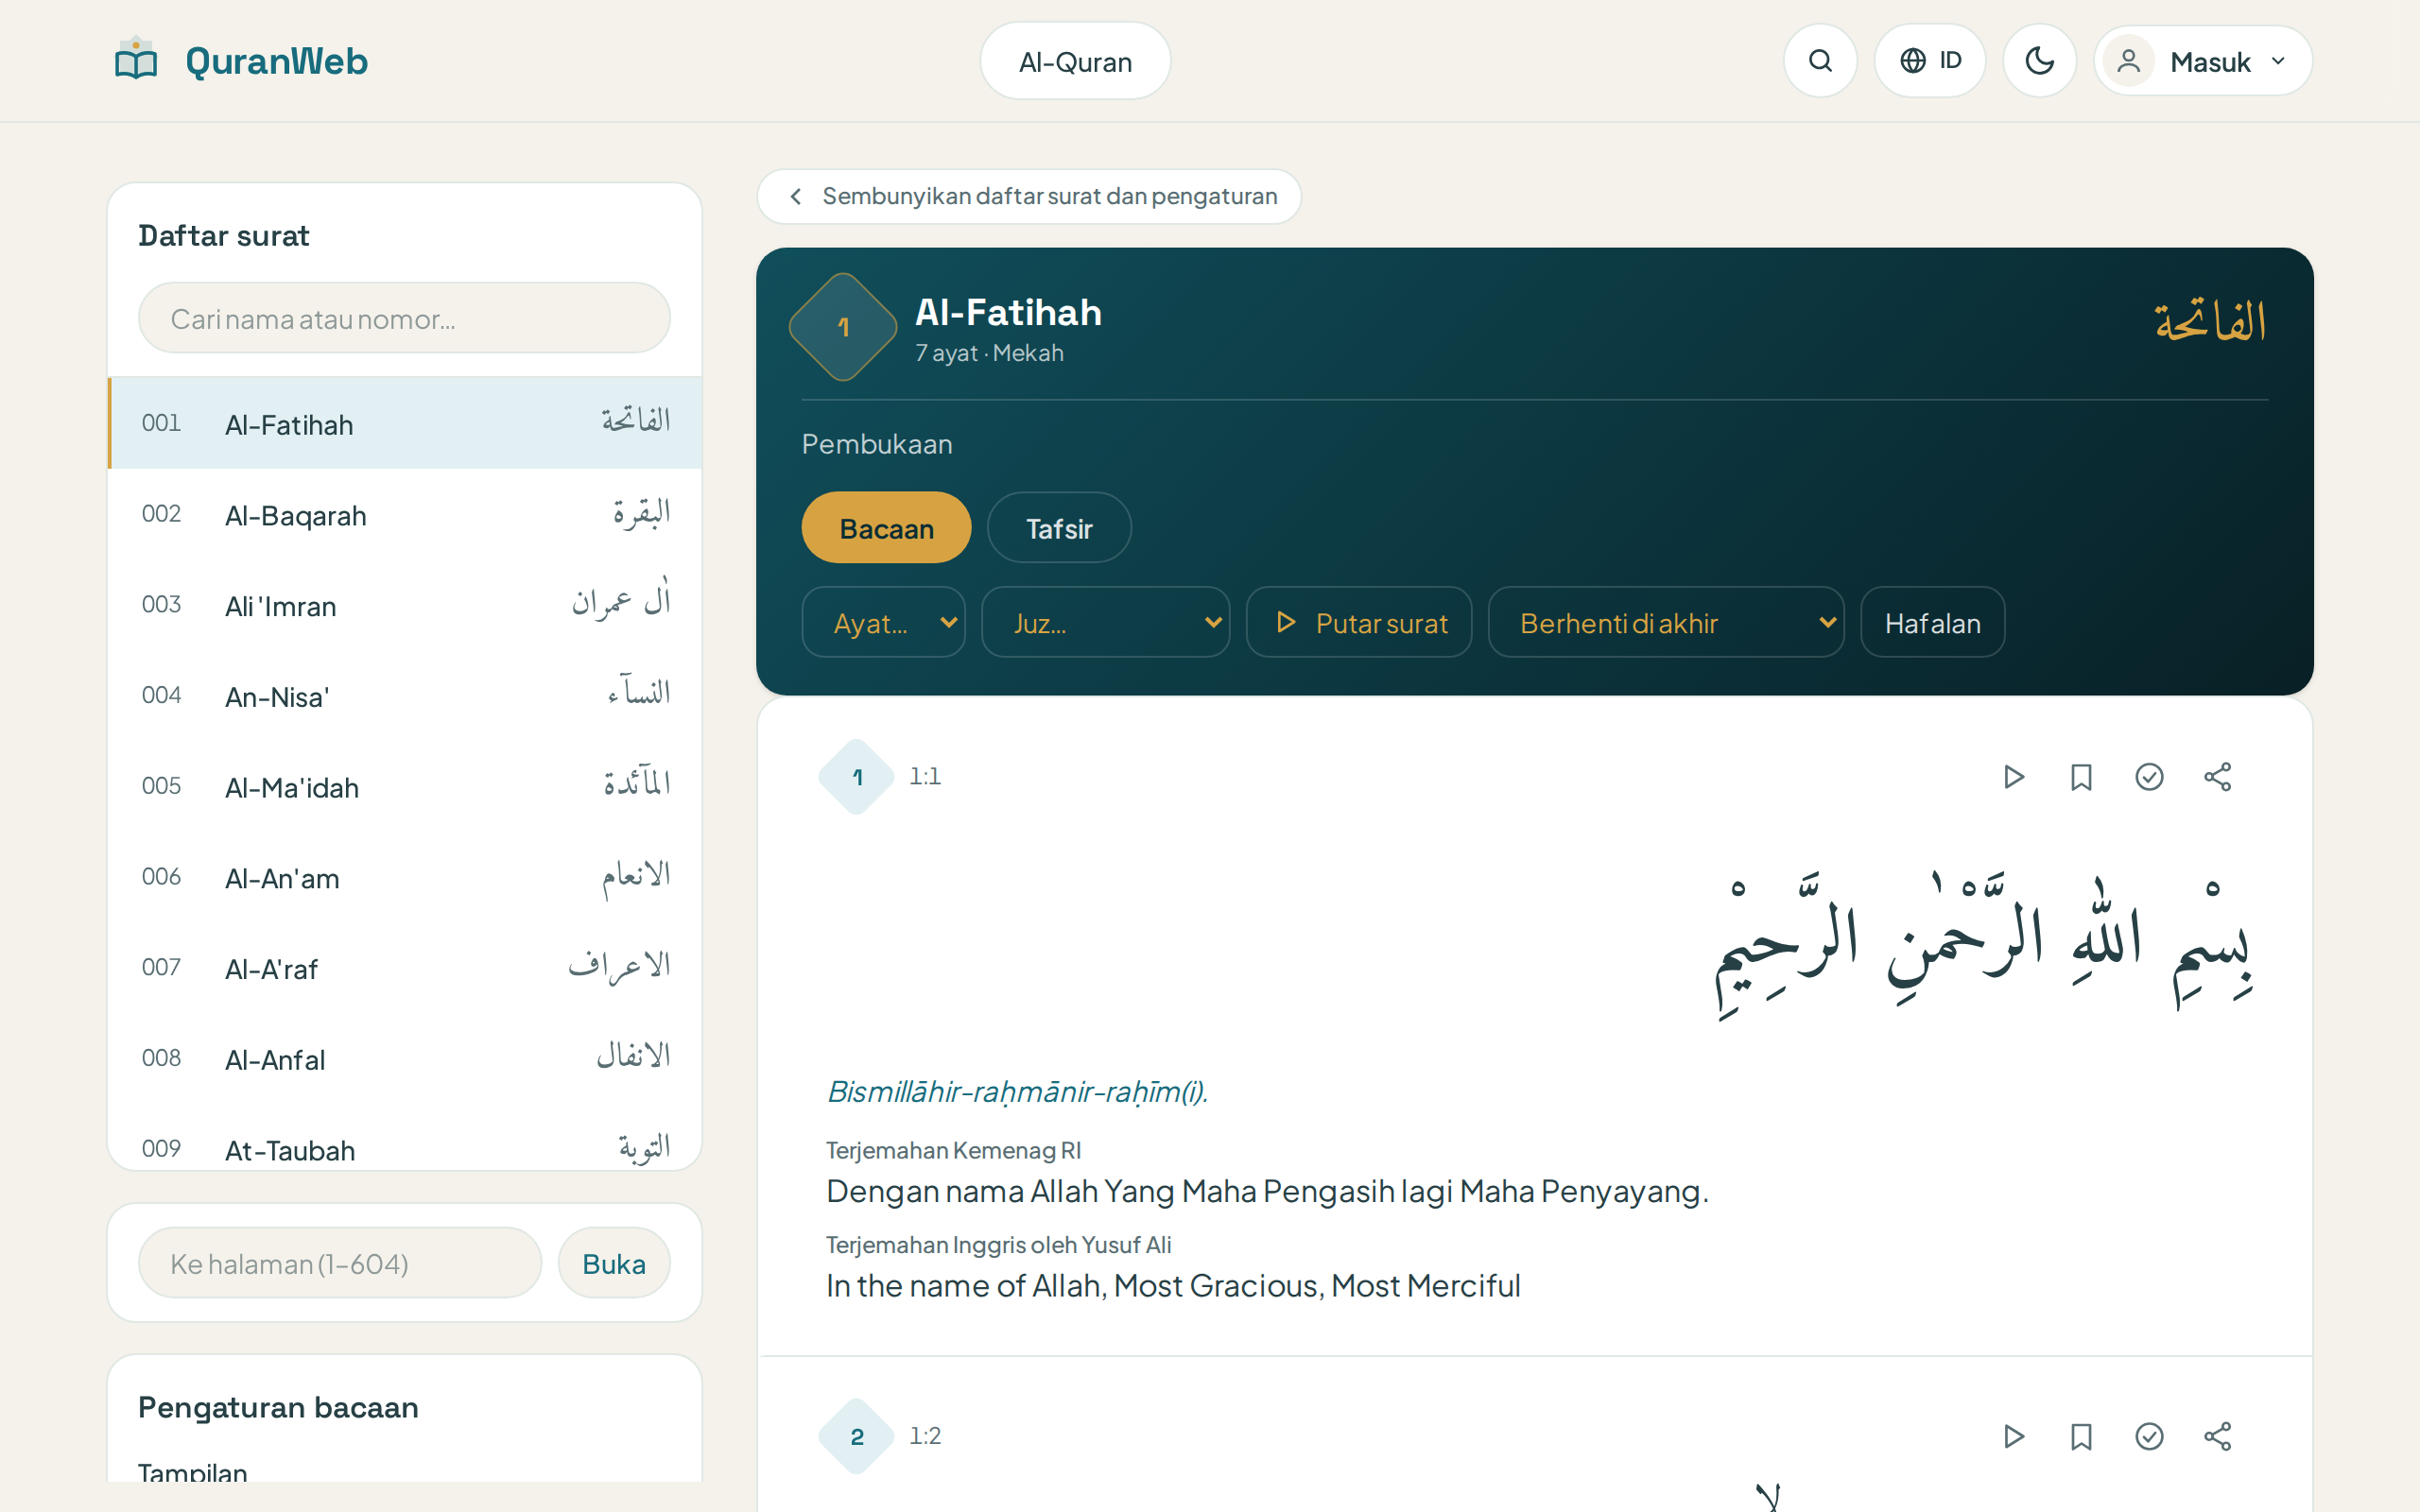 QuranWeb
Al-Quran
ID
Masuk
Daftar surat
Cari nama atau nomor...
001 Al-Fatihah الفاتحة
002 Al-Baqarah البقرة
003 Ali 'Imran اٰل عمران
004 An-Nisa' النسآء
005 Al-Ma'idah المآئدة
006 Al-An'am الانعام
007 Al-A'raf الاعراف
008 Al-Anfal الانفال
009 At-Taubah التوبة
Ke halaman (1-604)
Buka
Pengaturan bacaan
Tampilan
Sembunyikan daftar surat dan pengaturan
1
Al-Fatihah
7 ayat · Mekah
الفاتحة
Pembukaan
Bacaan
Tafsir
Ayat...
Juz...
Putar surat
Berhenti di akhir
Hafalan
1 1:1
بِسْمِ اللّٰهِ الرَّحْمٰنِ الرَّحِيْمِ
Bismillāhir-raḥmānir-raḥīm(i).
Terjemahan Kemenag RI
Dengan nama Allah Yang Maha Pengasih lagi Maha Penyayang.
Terjemahan Inggris oleh Yusuf Ali
In the name of Allah, Most Gracious, Most Merciful
2 1:2